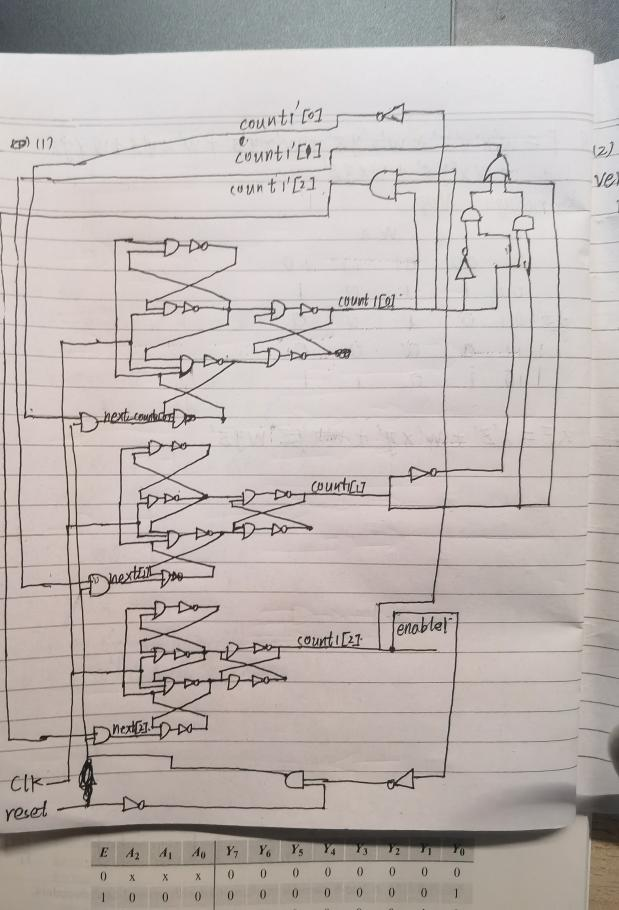 (1)
count1'[0]
count1'[1]
count1'[2]
(2)
ve
count1[0]
count1[1]
next[1]
count1[2]
enable1
next[2]
Clk
reset
E A₂ A₁ A₀ Y₇ Y₆ Y₅ Y₄ Y₃ Y₂ Y₁ Y₀
0 x x x 0 0 0 0 0 0 0 0
1 0 0 0 0 0 0 0 0 0 0 1